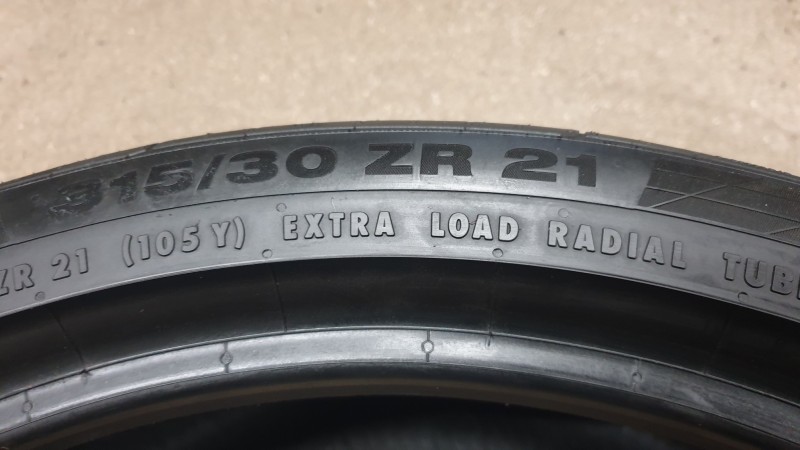 315/30 ZR 21
ZR 21 (105 Y) EXTRA LOAD RADIAL